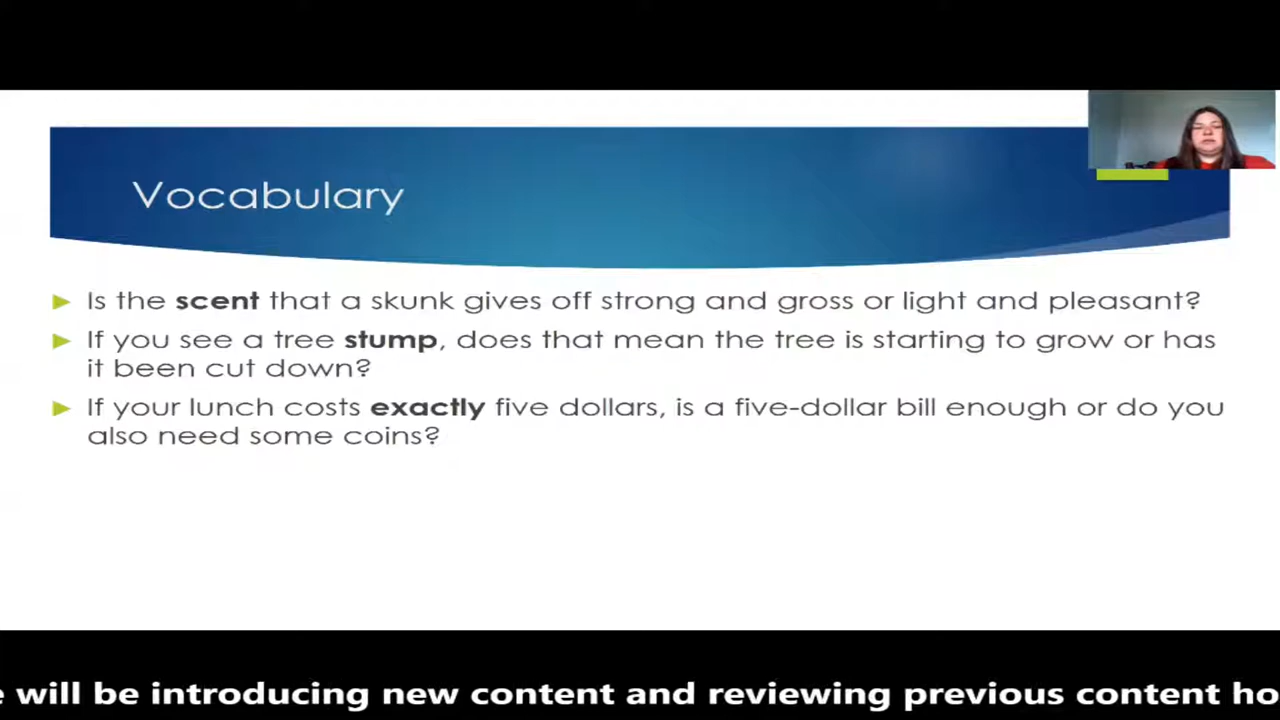 Vocabulary
Is the scent that a skunk gives off strong and gross or light and pleasant?
If you see a tree stump, does that mean the tree is starting to grow or has
it been cut down?
If your lunch costs exactly five dollars, is a five-dollar bill enough or do you
also need some coins?
will be introducing new content and reviewing previous content